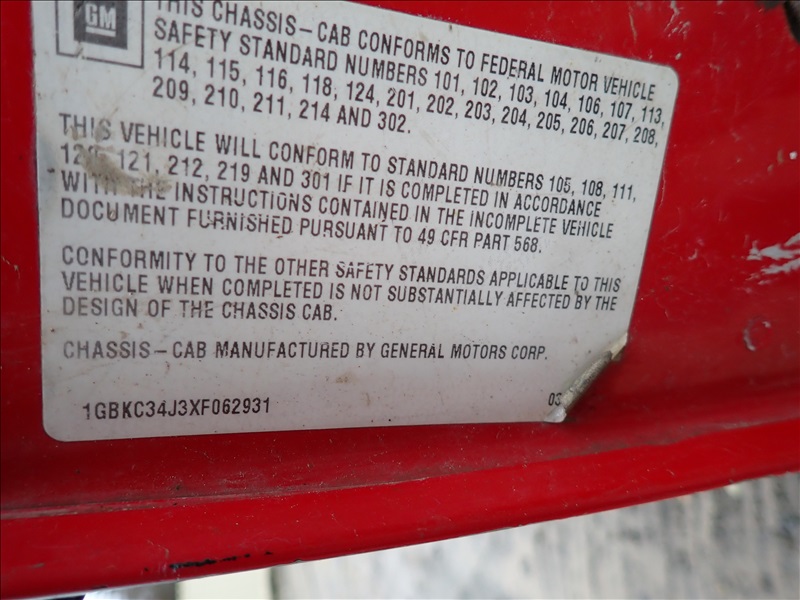 GM
THIS CHASSIS-CAB CONFORMS TO FEDERAL MOTOR VEHICLE
SAFETY STANDARD NUMBERS 101, 102, 103, 104, 106, 107, 113,
114, 115, 116, 118, 124, 201, 202, 203, 204, 205, 206, 207, 208,
209, 210, 211, 214 AND 302.
THIS VEHICLE WILL CONFORM TO STANDARD NUMBERS 105, 108, 111,
121, 212, 219 AND 301 IF IT IS COMPLETED IN ACCORDANCE
WITH THE INSTRUCTIONS CONTAINED IN THE INCOMPLETE VEHICLE
DOCUMENT FURNISHED PURSUANT TO 49 CFR PART 568.
CONFORMITY TO THE OTHER SAFETY STANDARDS APPLICABLE TO THIS
VEHICLE WHEN COMPLETED IS NOT SUBSTANTIALLY AFFECTED BY THE
DESIGN OF THE CHASSIS CAB.
CHASSIS-CAB MANUFACTURED BY GENERAL MOTORS CORP.
1GBKC34J3XF062931 03